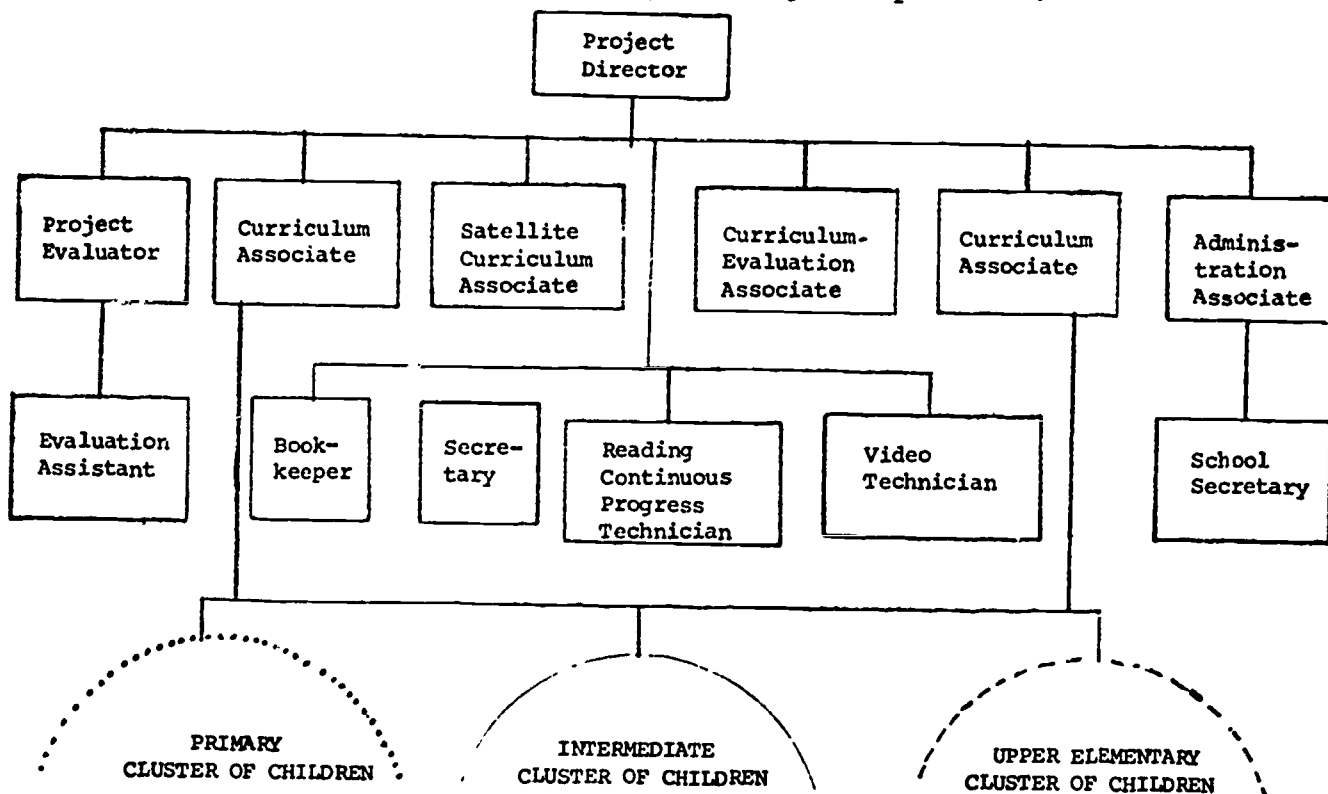 Project
Director
Project
Evaluator
Curriculum
Associate
Satellite
Curriculum
Associate
Curriculum-
Evaluation
Associate
Curriculum
Associate
Adminis-
tration
Associate
Evaluation
Assistant
Book-
keeper
Secre-
tary
Reading
Continuous
Progress
Technician
Video
Technician
School
Secretary
PRIMARY
CLUSTER OF CHILDREN
INTERMEDIATE
CLUSTER OF CHILDREN
UPPER ELEMENTARY
CLUSTER OF CHILDREN